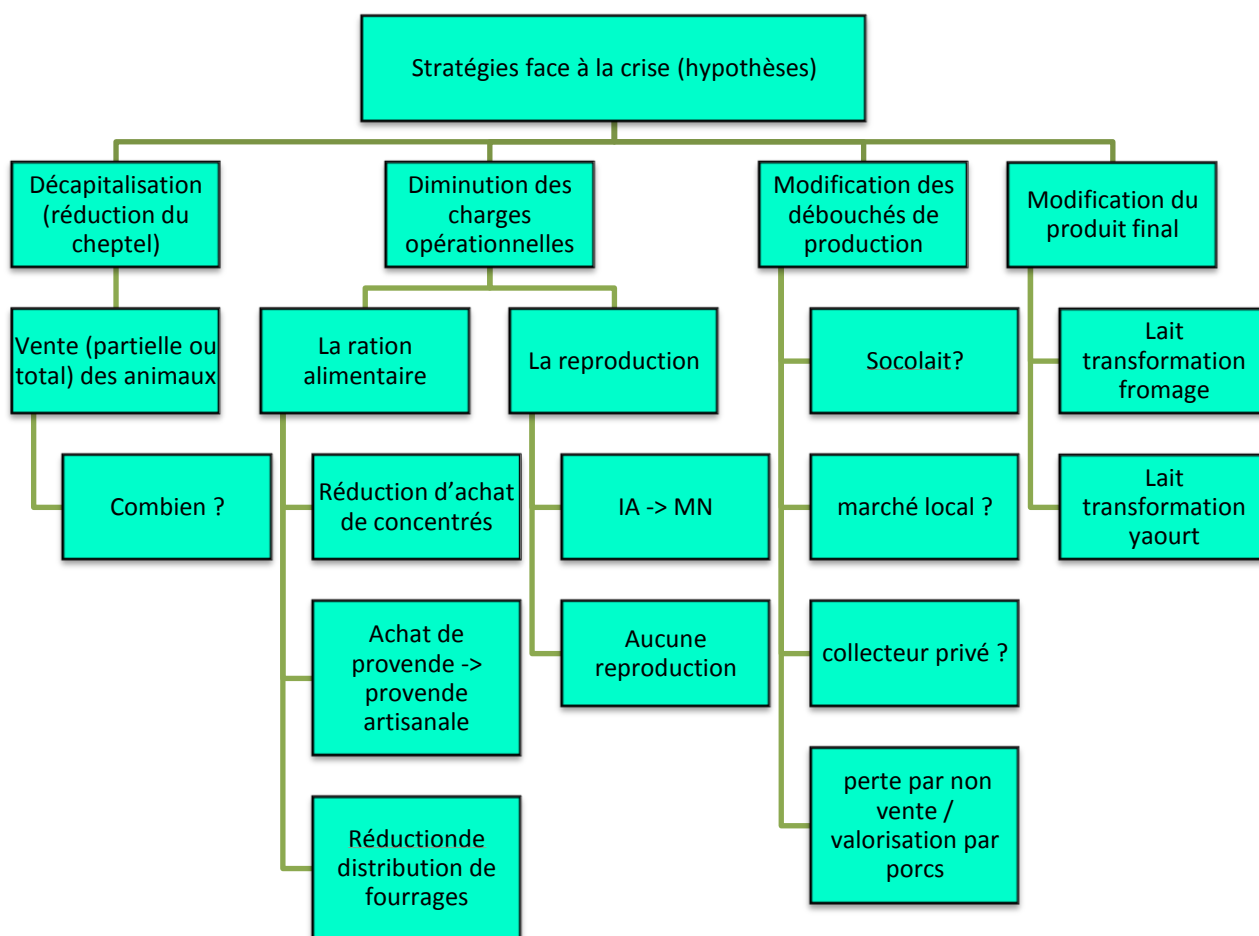 Stratégies face à la crise (hypothèses)
Décapitalisation
(réduction du
cheptel)
Diminution des
charges
opérationnelles
Modification des
débouchés de
production
Modification du
produit final
Vente (partielle ou
total) des animaux
La ration
alimentaire
La reproduction
Socolait?
Lait
transformation
fromage
Combien ?
Réduction d’achat
de concentrés
IA -> MN
marché local ?
Lait
transformation
yaourt
Achat de
provende ->
provende
artisanale
Aucune
reproduction
collecteur privé ?
Réductionde
distribution de
fourrages
perte par non
vente /
valorisation par
porcs